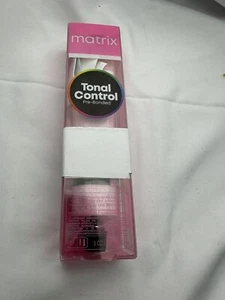 matrix
Tonal
Control
Pre-Bonded